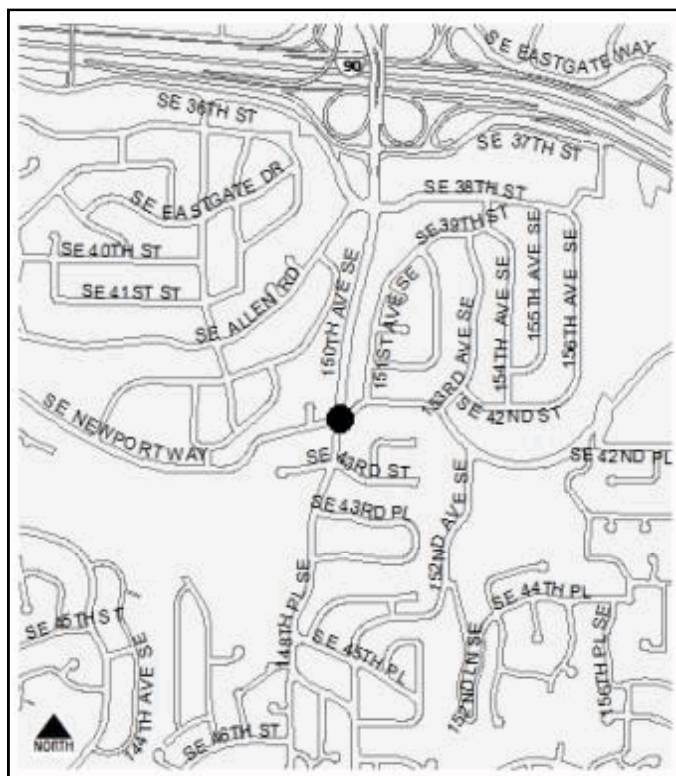 SE EASTGATE WAY
90
SE 36TH ST
SE 37TH ST
SE EASTGATE DR
SE 38TH ST
SE 39TH ST
SE 40TH ST
SE 41ST ST
SE ALLEN RD
150TH AVE SE
151ST AVE SE
153RD AVE SE
154TH AVE SE
155TH AVE SE
156TH AVE SE
SE 42ND ST
SE NEWPORT WAY
SE 43RD ST
SE 42ND PL
SE 43RD PL
152ND AVE SE
148TH PL SE
SE 44TH PL
SE 45TH ST
SE 45TH PL
144TH AVE SE
152ND LN SE
156TH PL SE
SE 46TH ST
NORTH